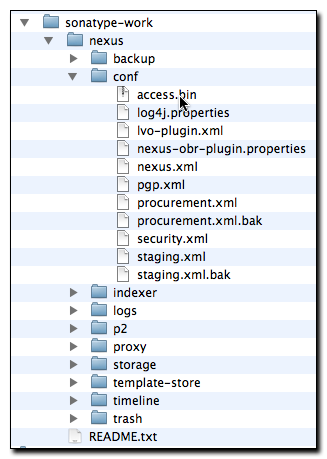 sonatype-work
nexus
backup
conf
access.bin
log4j.properties
lvo-plugin.xml
nexus-obr-plugin.properties
nexus.xml
pgp.xml
procurement.xml
procurement.xml.bak
security.xml
staging.xml
staging.xml.bak
indexer
logs
p2
proxy
storage
template-store
timeline
trash
README.txt